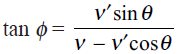 tan ϕ = ν′ sin θ / ν − ν′cos θ